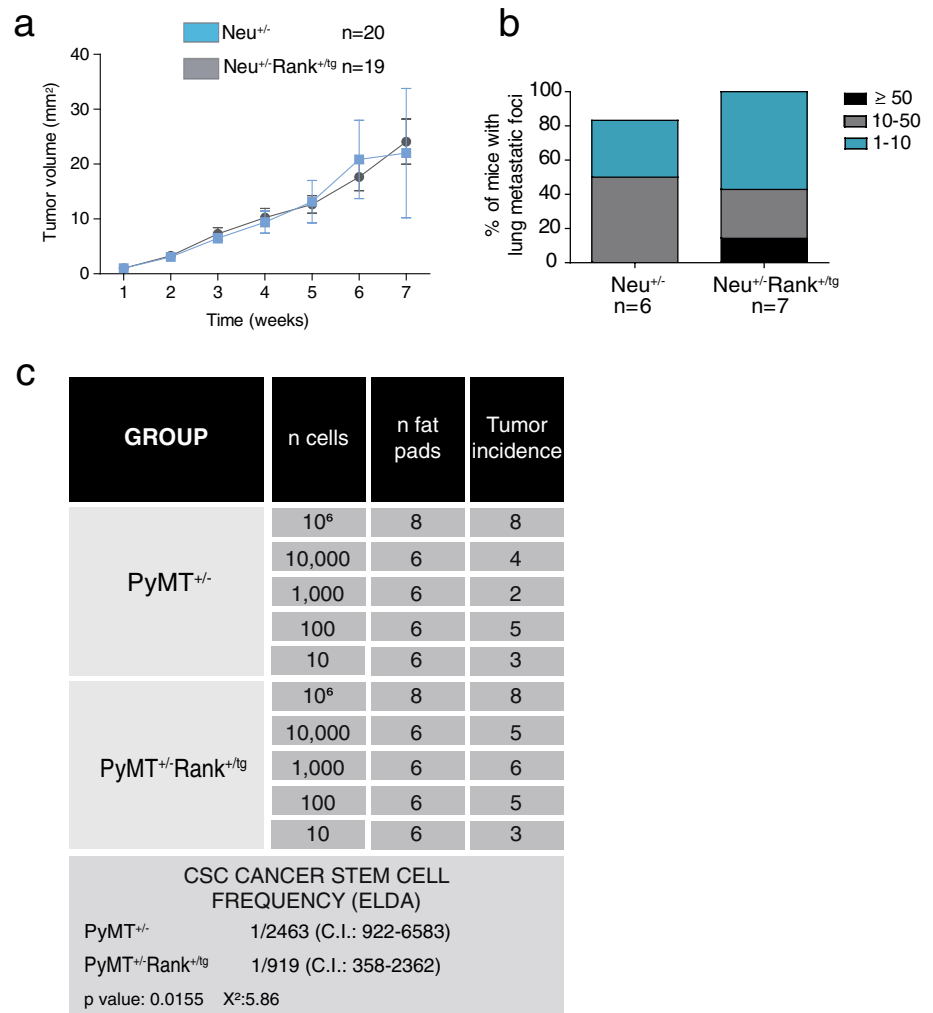 a
Neu+/- n=20
Neu+/-Rank+/tg n=19
Tumor volume (mm2)
40
30
20
10
0
1 2 3 4 5 6 7
Time (weeks)
b
% of mice with
lung metastatic foci
100
80
60
40
20
0
Neu+/-
n=6
Neu+/-Rank+/tg
n=7
≥ 50
10-50
1-10
c
GROUP n cells n fat pads Tumor incidence
PyMT+/-
10⁶ 8 8
10,000 6 4
1,000 6 2
100 6 5
10 6 3
PyMT+/-Rank+/tg
10⁶ 8 8
10,000 6 5
1,000 6 6
100 6 5
10 6 3
CSC CANCER STEM CELL
FREQUENCY (ELDA)
PyMT+/- 1/2463 (C.I.: 922-6583)
PyMT+/-Rank+/tg 1/919 (C.I.: 358-2362)
p value: 0.0155 X²:5.86